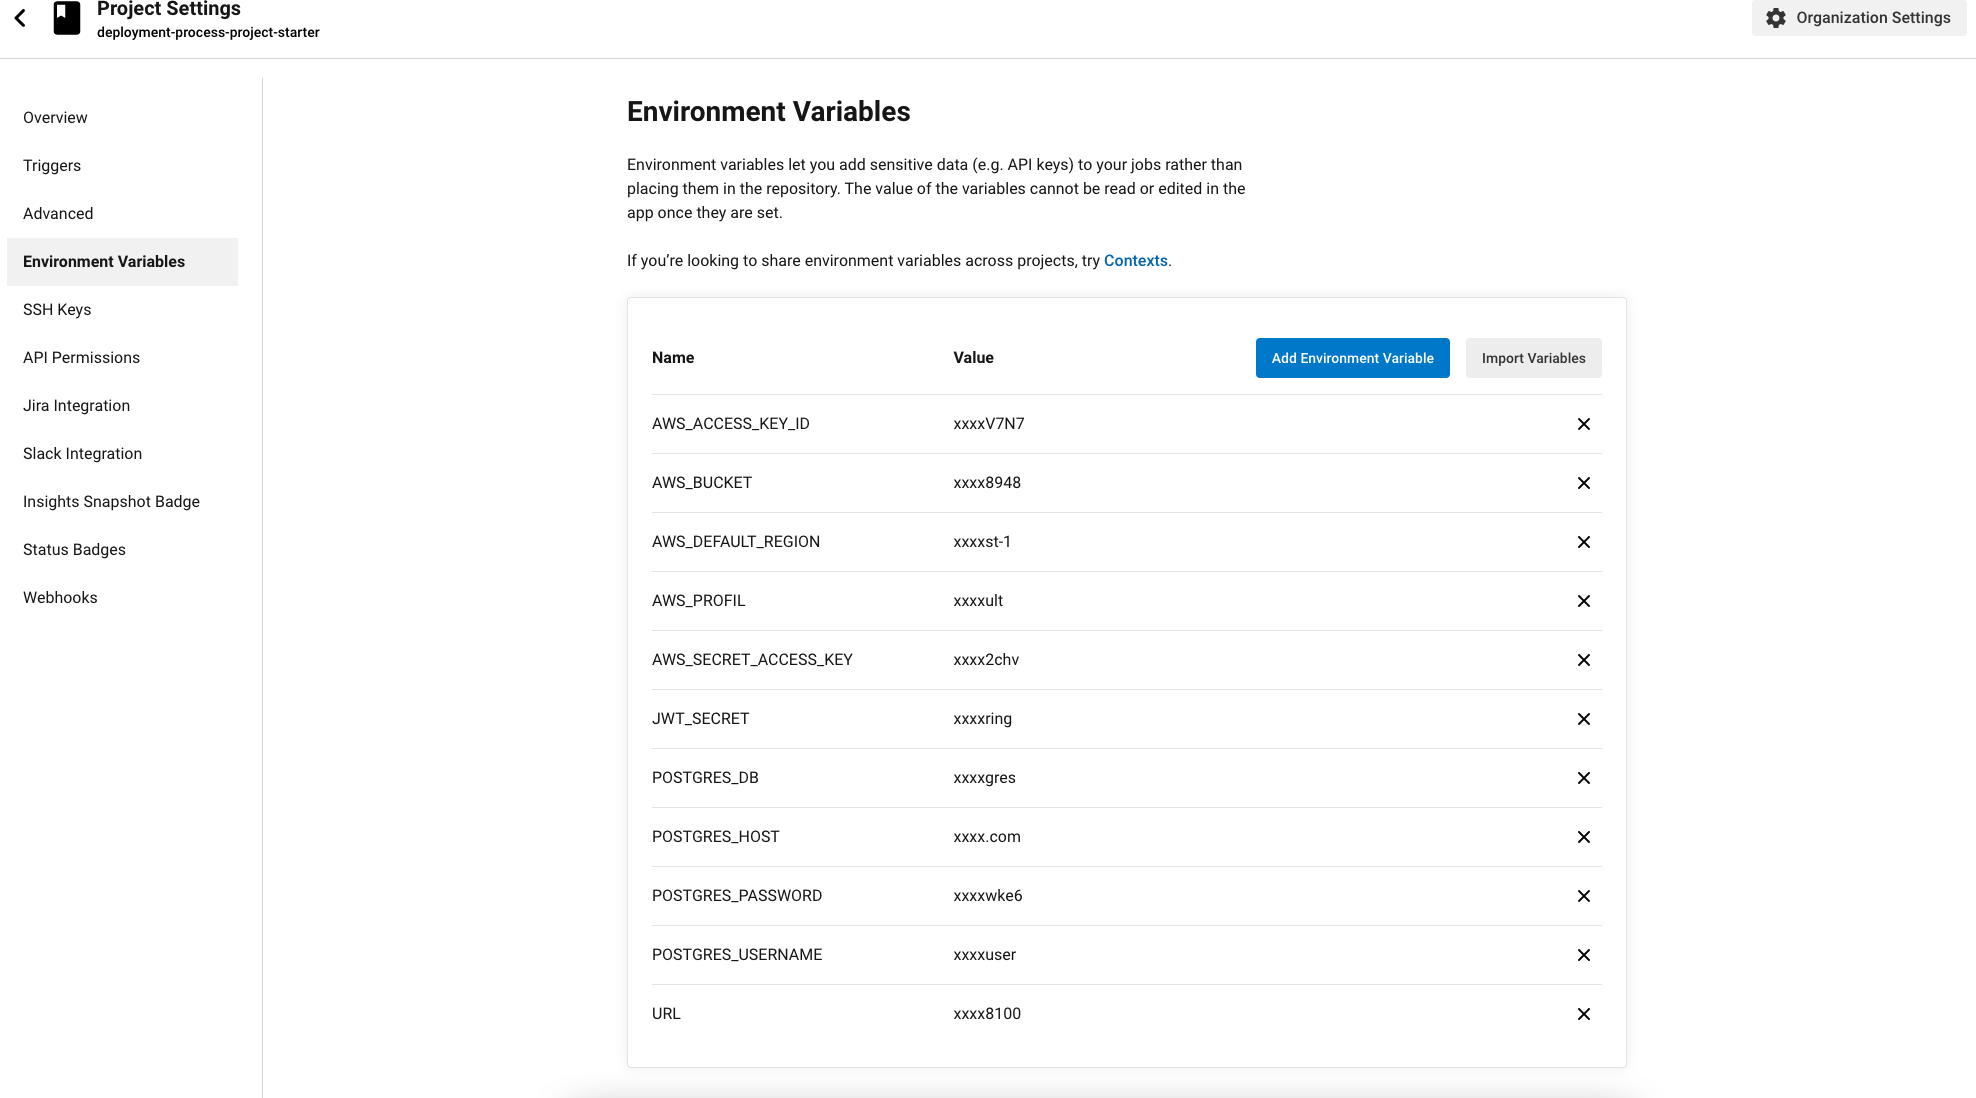 Project Settings
deployment-process-project-starter
Organization Settings
Overview
Triggers
Advanced
Environment Variables
SSH Keys
API Permissions
Jira Integration
Slack Integration
Insights Snapshot Badge
Status Badges
Webhooks
Environment Variables
Environment variables let you add sensitive data (e.g. API keys) to your jobs rather than
placing them in the repository. The value of the variables cannot be read or edited in the
app once they are set.
If you’re looking to share environment variables across projects, try Contexts.
Name Value Add Environment Variable Import Variables
AWS_ACCESS_KEY_ID xxxxV7N7
AWS_BUCKET xxxx8948
AWS_DEFAULT_REGION xxxxst-1
AWS_PROFIL xxxxult
AWS_SECRET_ACCESS_KEY xxxx2chv
JWT_SECRET xxxxring
POSTGRES_DB xxxxgres
POSTGRES_HOST xxxx.com
POSTGRES_PASSWORD xxxxwke6
POSTGRES_USERNAME xxxxuser
URL xxxx8100